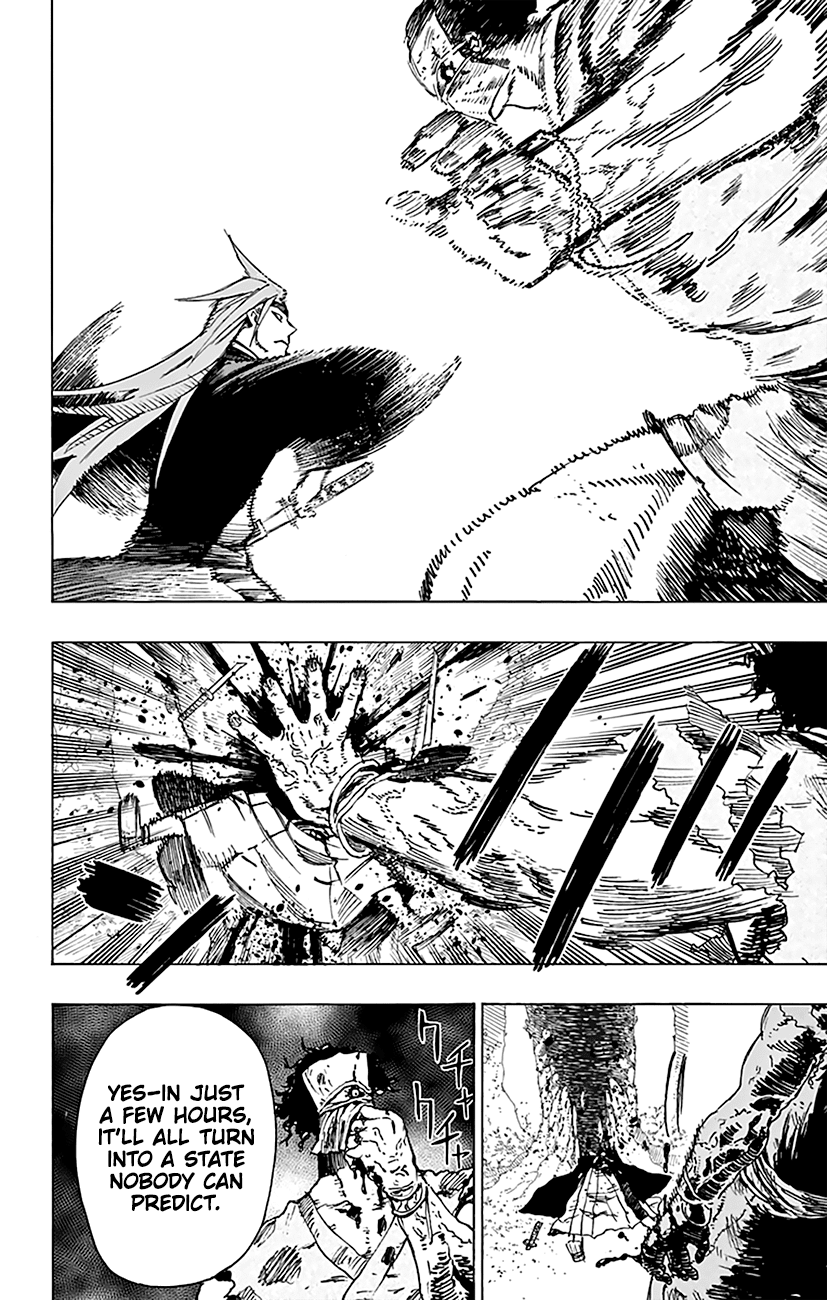 クチャ
クチャ
YES-IN JUST
A FEW HOURS,
IT'LL ALL TURN
INTO A STATE
NOBODY CAN
PREDICT.